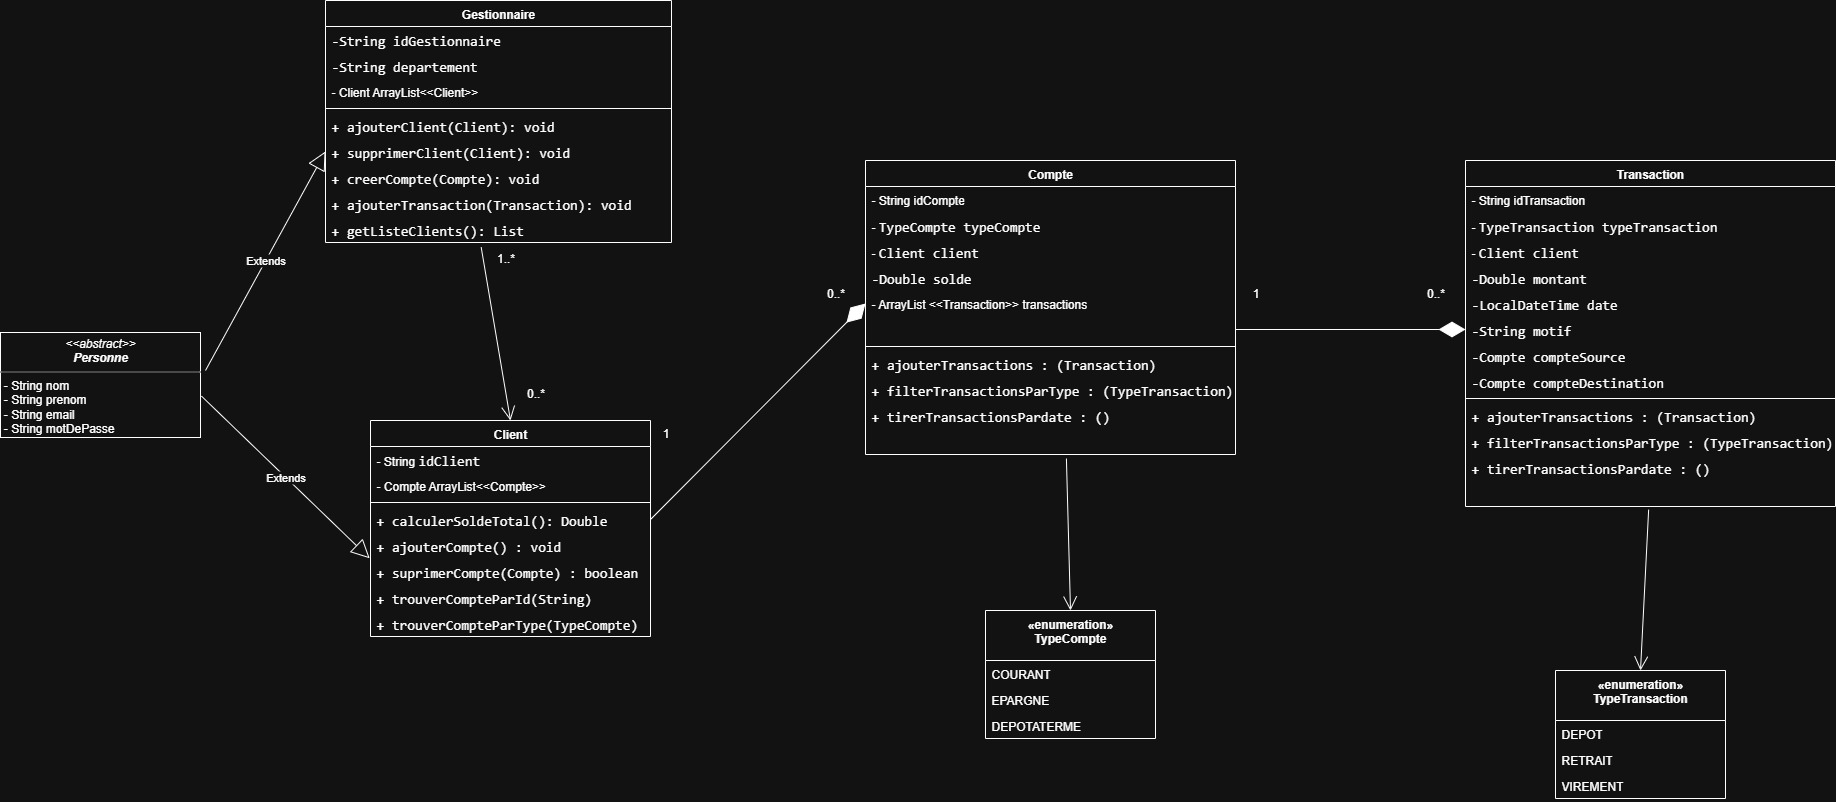 Gestionnaire
-String idGestionnaire
-String departement
- Client ArrayList<<Client>>
+ ajouterClient(Client): void
+ supprimerClient(Client): void
+ creerCompte(Compte): void
+ ajouterTransaction(Transaction): void
+ getListeClients(): List
Extends
1..*
<<abstract>>
Personne
- String nom
- String prenom
- String email
- String motDePasse
Extends
0..*
Client
1
- String idClient
- Compte ArrayList<<Compte>>
+ calculerSoldeTotal(): Double
+ ajouterCompte() : void
+ suprimerCompte(Compte) : boolean
+ trouverCompteParId(String)
+ trouverCompteParType(TypeCompte)
0..*
Compte
- String idCompte
-TypeCompte typeCompte
-Client client
-Double solde
- ArrayList <<Transaction>> transactions
+ ajouterTransactions : (Transaction)
+ filterTransactionsParType : (TypeTransaction)
+ tirerTransactionsPardate : ()
1
0..*
Transaction
- String idTransaction
-TypeTransaction typeTransaction
-Client client
-Double montant
-LocalDateTime date
-String motif
-Compte compteSource
-Compte compteDestination
+ ajouterTransactions : (Transaction)
+ filterTransactionsParType : (TypeTransaction)
+ tirerTransactionsPardate : ()
«enumeration»
TypeCompte
COURANT
EPARGNE
DEPOTATERME
«enumeration»
TypeTransaction
DEPOT
RETRAIT
VIREMENT